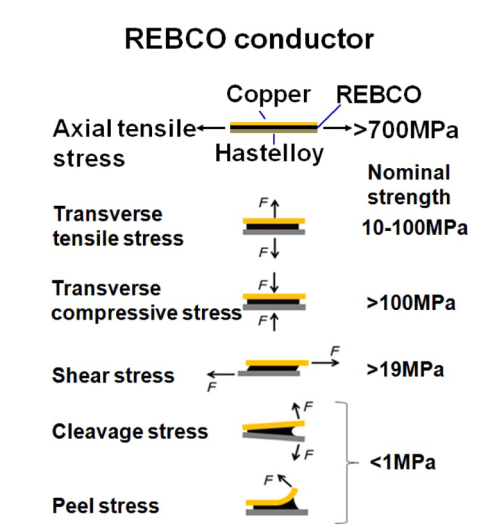 REBCO conductor
Copper REBCO
Axial tensile >700MPa
stress Hastelloy
Nominal
strength
F
Transverse
tensile stress 10-100MPa
F
Transverse F
compressive stress >100MPa
F
F
Shear stress >19MPa
F
F
Cleavage stress
F
<1MPa
F
Peel stress